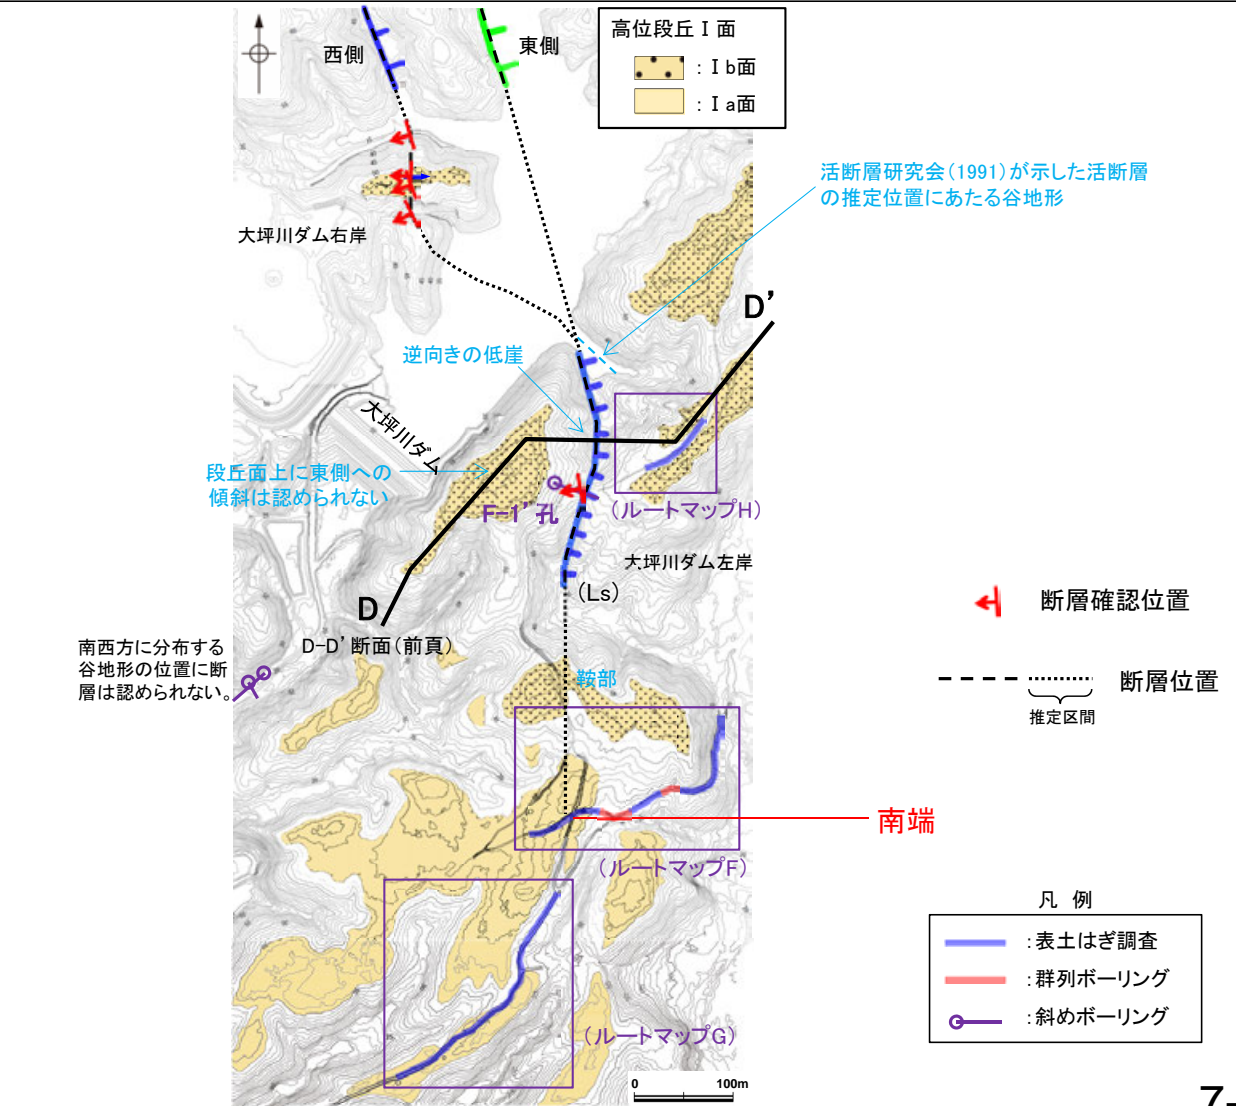 高位段丘Ⅰ面
:Ⅰb面
:Ⅰa面
西側
東側
活断層研究会(1991)が示した活断層
の推定位置にあたる谷地形
大坪川ダム右岸
D'
逆向きの低崖
大坪川ダム
段丘面上に東側への
傾斜は認められない
F-1'孔
(ルートマップH)
大坪川ダム左岸
(Ls)
D
D-D'断面(前頁)
断層確認位置
南西方に分布する
谷地形の位置に断
層は認められない。
鞍部
断層位置
推定区間
南端
(ルートマップF)
凡 例
:表土はぎ調査
:群列ボーリング
:斜めボーリング
(ルートマップG)
0 100m
7-